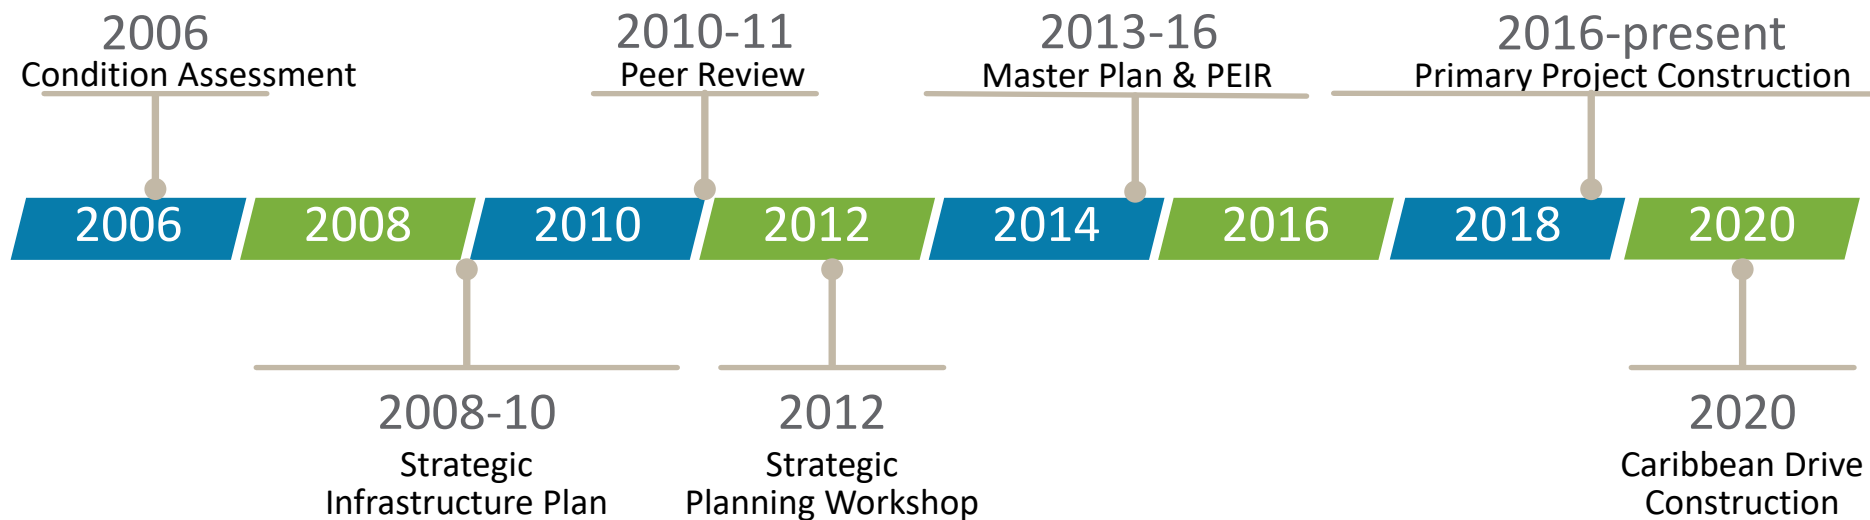 2006
Condition Assessment
2010-11
Peer Review
2013-16
Master Plan & PEIR
2016-present
Primary Project Construction
2006
2008
2010
2012
2014
2016
2018
2020
2008-10
Strategic
Infrastructure Plan
2012
Strategic
Planning Workshop
2020
Caribbean Drive
Construction